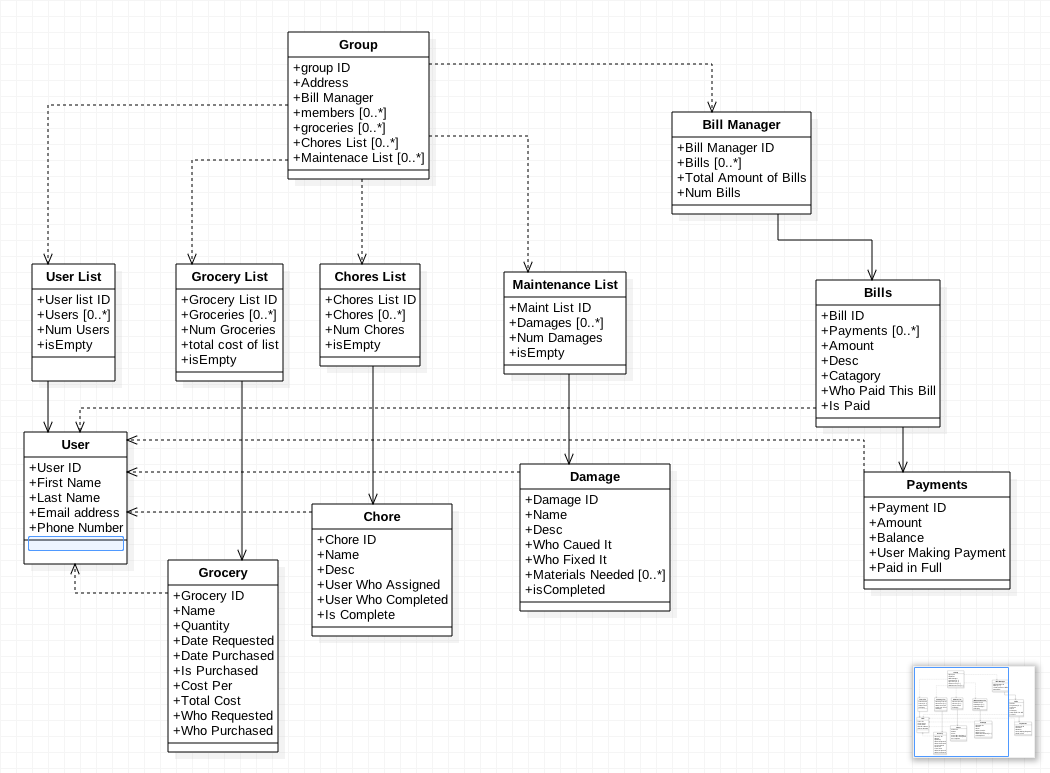 Group
+group ID
+Address
+Bill Manager
+members [0..*]
+groceries [0..*]
+Chores List [0..*]
+Maintenace List [0..*]
Bill Manager
+Bill Manager ID
+Bills [0..*]
+Total Amount of Bills
+Num Bills
User List
+User list ID
+Users [0..*]
+Num Users
+isEmpty
Grocery List
+Grocery List ID
+Groceries [0..*]
+Num Groceries
+total cost of list
+isEmpty
Chores List
+Chores List ID
+Chores [0..*]
+Num Chores
+isEmpty
Maintenance List
+Maint List ID
+Damages [0..*]
+Num Damages
+isEmpty
Bills
+Bill ID
+Payments [0..*]
+Amount
+Desc
+Catagory
+Who Paid This Bill
+Is Paid
User
+User ID
+First Name
+Last Name
+Email address
+Phone Number
Grocery
+Grocery ID
+Name
+Quantity
+Date Requested
+Date Purchased
+Is Purchased
+Cost Per
+Total Cost
+Who Requested
+Who Purchased
Chore
+Chore ID
+Name
+Desc
+User Who Assigned
+User Who Completed
+Is Complete
Damage
+Damage ID
+Name
+Desc
+Who Caued It
+Who Fixed It
+Materials Needed [0..*]
+isCompleted
Payments
+Payment ID
+Amount
+Balance
+User Making Payment
+Paid in Full